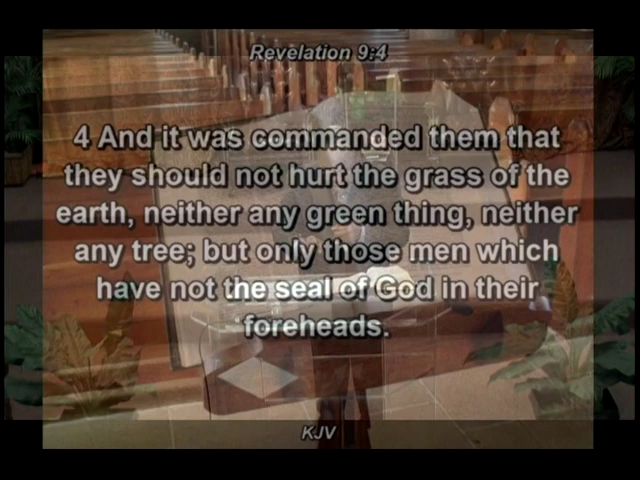 Revelation 9:4
4 And it was commanded them that
they should not hurt the grass of the
earth, neither any green thing, neither
any tree; but only those men which
have not the seal of God in their
foreheads.
KJV